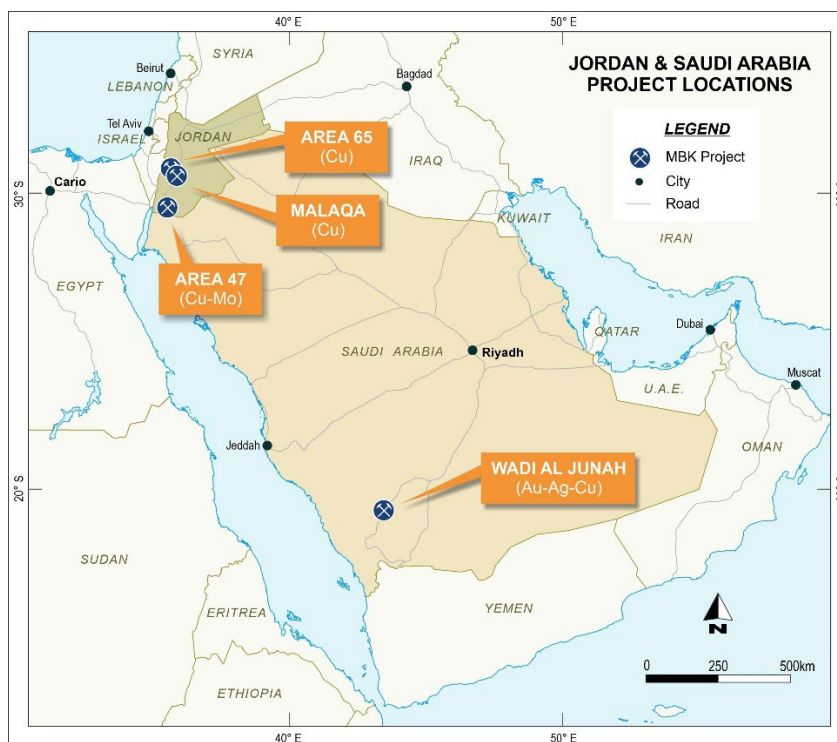 40° E
50° E
JORDAN & SAUDI ARABIA
PROJECT LOCATIONS
LEGEND
MBK Project
City
Road
SYRIA
Beirut
LEBANON
Bagdad
Tel Aviv
ISRAEL
JORDAN
AREA 65
(Cu)
IRAQ
30° S
Cario
MALAQA
(Cu)
KUWAIT
IRAN
AREA 47
(Cu-Mo)
EGYPT
QATAR
Dubai
SAUDI ARABIA
Riyadh
Muscat
U.A.E.
OMAN
Jeddah
WADI AL JUNAH
(Au-Ag-Cu)
20° S
SUDAN
YEMEN
ERITREA
N
0 250 500km
ETHIOPIA
40° E
50° E